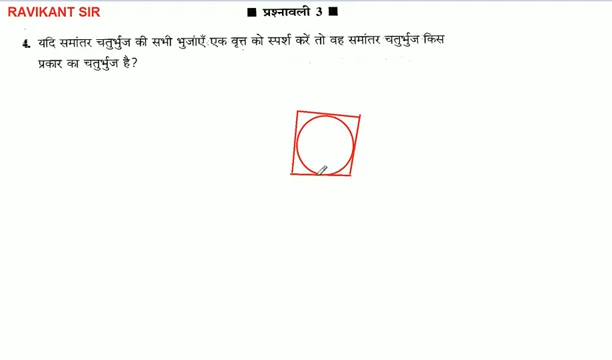 RAVIKANT SIR
■ प्रश्नावली 3 ■
4. यदि समांतर चतुर्भुज की सभी भुजाएँ एक वृत्त को स्पर्श करें तो वह समांतर चतुर्भुज किस
प्रकार का चतुर्भुज है?